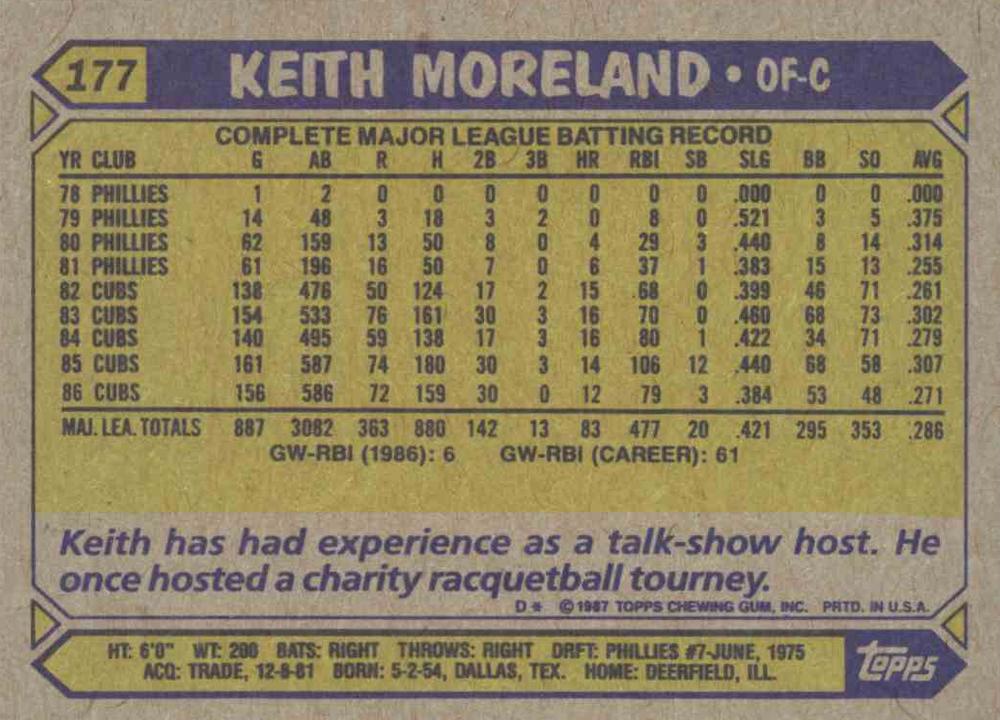 177 KEITH MORELAND • OF-C
COMPLETE MAJOR LEAGUE BATTING RECORD
YR CLUB G AB R H 2B 3B HR RBI SB SLG BB SO AVG
78 PHILLIES 1 2 0 0 0 0 0 0 0 .000 0 0 .000
79 PHILLIES 14 48 3 18 3 2 0 8 0 .521 3 5 .375
80 PHILLIES 62 159 13 50 8 0 4 29 3 .440 8 14 .314
81 PHILLIES 61 196 16 50 7 0 6 37 1 .383 15 13 .255
82 CUBS 138 476 50 124 17 2 15 68 0 .399 46 71 .261
83 CUBS 154 533 76 161 30 3 16 70 0 .460 68 73 .302
84 CUBS 140 495 59 138 17 3 16 80 1 .422 34 71 .279
85 CUBS 161 587 74 180 30 3 14 106 12 .440 68 58 .307
86 CUBS 156 586 72 159 30 0 12 79 3 .384 53 48 .271
MAJ. LEA. TOTALS 887 3082 363 880 142 13 83 477 20 .421 295 353 .286
GW-RBI (1986): 6 GW-RBI (CAREER): 61
Keith has had experience as a talk-show host. He
once hosted a charity racquetball tourney.
D* © 1987 TOPPS CHEWING GUM, INC. PRTD. IN U.S.A.
HT: 6'0" WT: 200 BATS: RIGHT THROWS: RIGHT DRFT: PHILLIES #7-JUNE, 1975
ACQ: TRADE, 12-8-81 BORN: 5-2-54, DALLAS, TEX. HOME: DEERFIELD, ILL.
topps